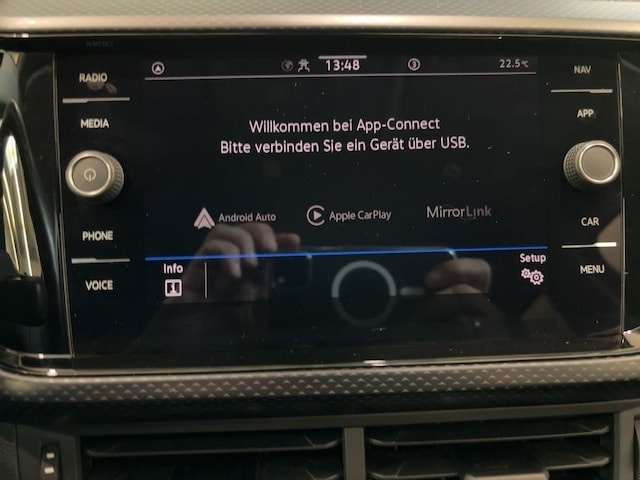 RADIO
MEDIA
PHONE
VOICE
13:48
22.5°C
Willkommen bei App-Connect
Bitte verbinden Sie ein Gerät über USB.
Android Auto
Apple CarPlay
MirrorLink
Info
Setup
NAV
APP
CAR
MENU